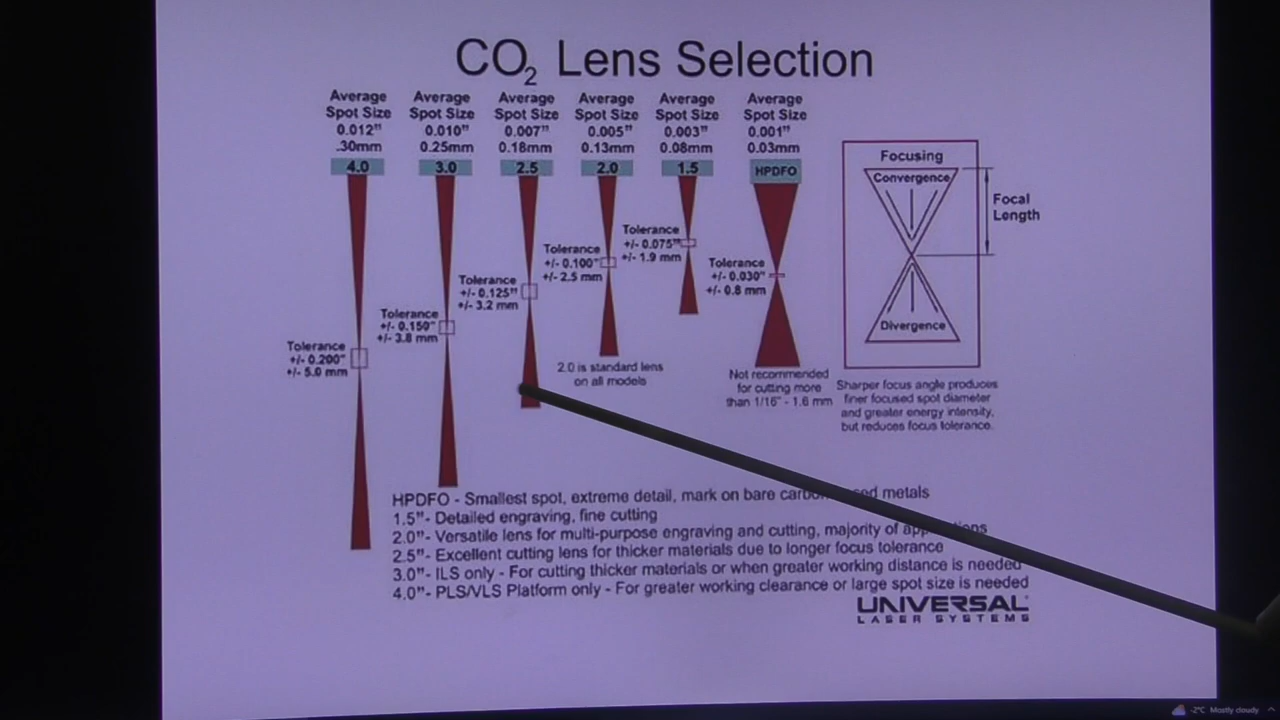 CO2 Lens Selection
Average
Spot Size
0.012"
.30mm
4.0
Average
Spot Size
0.010"
0.25mm
3.0
Average
Spot Size
0.007"
0.18mm
2.5
Average
Spot Size
0.005"
0.13mm
2.0
Average
Spot Size
0.003"
0.08mm
1.5
Average
Spot Size
0.001"
0.03mm
HPDFO
Tolerance
+/- 0.200"
+/- 5.0 mm
Tolerance
+/- 0.150"
+/- 3.8 mm
Tolerance
+/- 0.125"
+/- 3.2 mm
Tolerance
+/- 0.100"
+/- 2.5 mm
Tolerance
+/- 0.075"
+/- 1.9 mm
Tolerance
+/- 0.030"
+/- 0.8 mm
2.0 is standard lens
on all models
Not recommended
for cutting more
than 1/16" - 1.6 mm
Focusing
Convergence
Divergence
Focal
Length
Sharper focus angle produces
finer focused spot diameter
and greater energy intensity,
but reduces focus tolerance.
HPDFO - Smallest spot, extreme detail, mark on bare metals
1.5"- Detailed engraving, fine cutting
2.0"- Versatile lens for multi-purpose engraving and cutting, majority of applications
2.5"- Excellent cutting lens for thicker materials due to longer focus tolerance
3.0"- ILS only - For cutting thicker materials or when greater working distance is needed
4.0"- PLS/VLS Platform only - For greater working clearance or large spot size is needed
UNIVERSAL
LASER SYSTEMS
-2°C Mostly cloudy